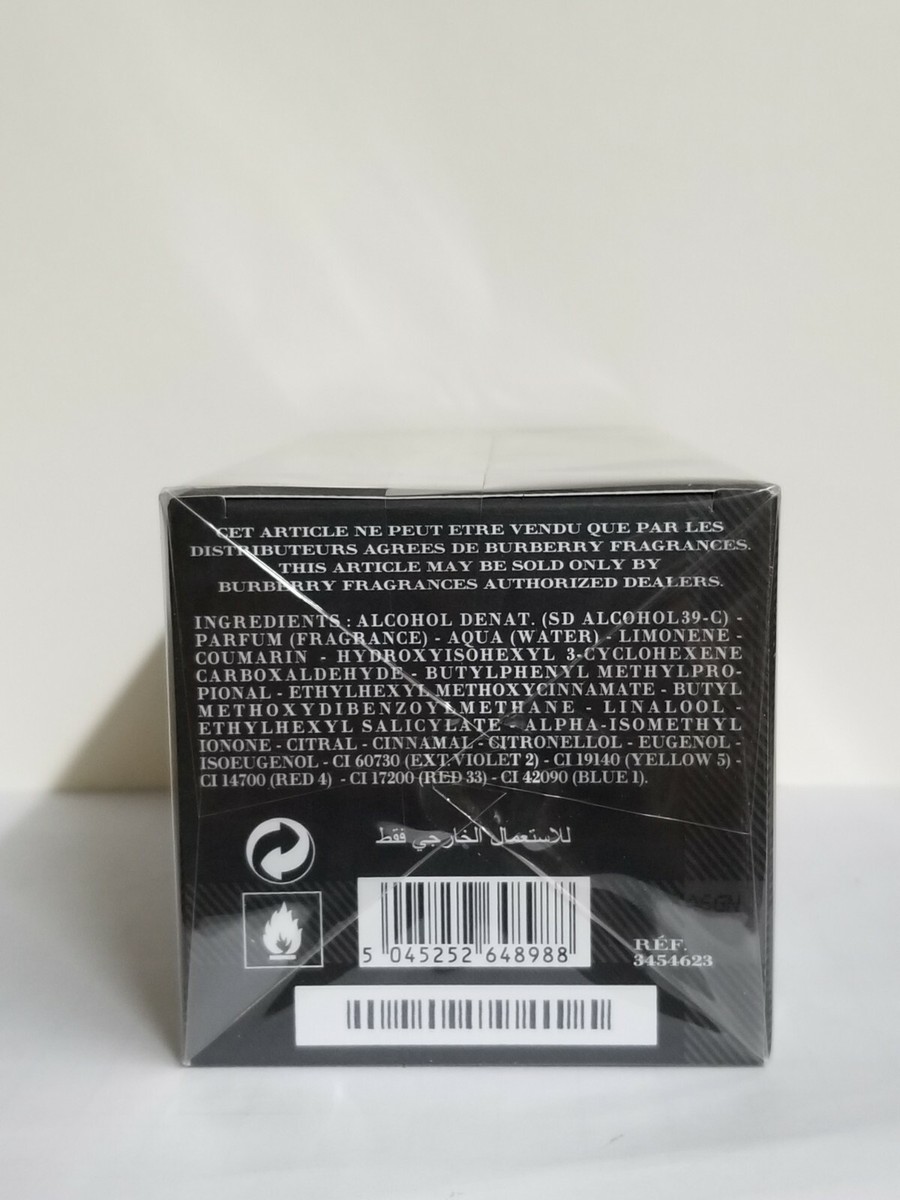 CET ARTICLE NE PEUT ETRE VENDU QUE PAR LES
DISTRIBUTEURS AGREES DE BURBERRY FRAGRANCES.
THIS ARTICLE MAY BE SOLD ONLY BY
BURBERRY FRAGRANCES AUTHORIZED DEALERS.
INGREDIENTS : ALCOHOL DENAT. (SD ALCOHOL 39-C) -
PARFUM (FRAGRANCE) - AQUA (WATER) - LIMONENE -
COUMARIN - HYDROXYISOHEXYL 3-CYCLOHEXENE
CARBOXALDEHYDE - BUTYLPHENYL METHYLPRO-
PIONAL - ETHYLHEXYL METHOXYCINNAMATE - BUTYL
METHOXYDIBENZOYLMETHANE - LINALOOL -
ETHYLHEXYL SALICYLATE - ALPHA-ISOMETHYL
IONONE - CITRAL - CINNAMAL - CITRONELLOL - EUGENOL -
ISOEUGENOL - CI 60730 (EXT.VIOLET 2) - CI 19140 (YELLOW 5) -
CI 14700 (RED 4) - CI 17200 (RED 33) - CI 42090 (BLUE 1).
للاستعمال الخارجي فقط
5 045252 648988
RÉF.
3454623